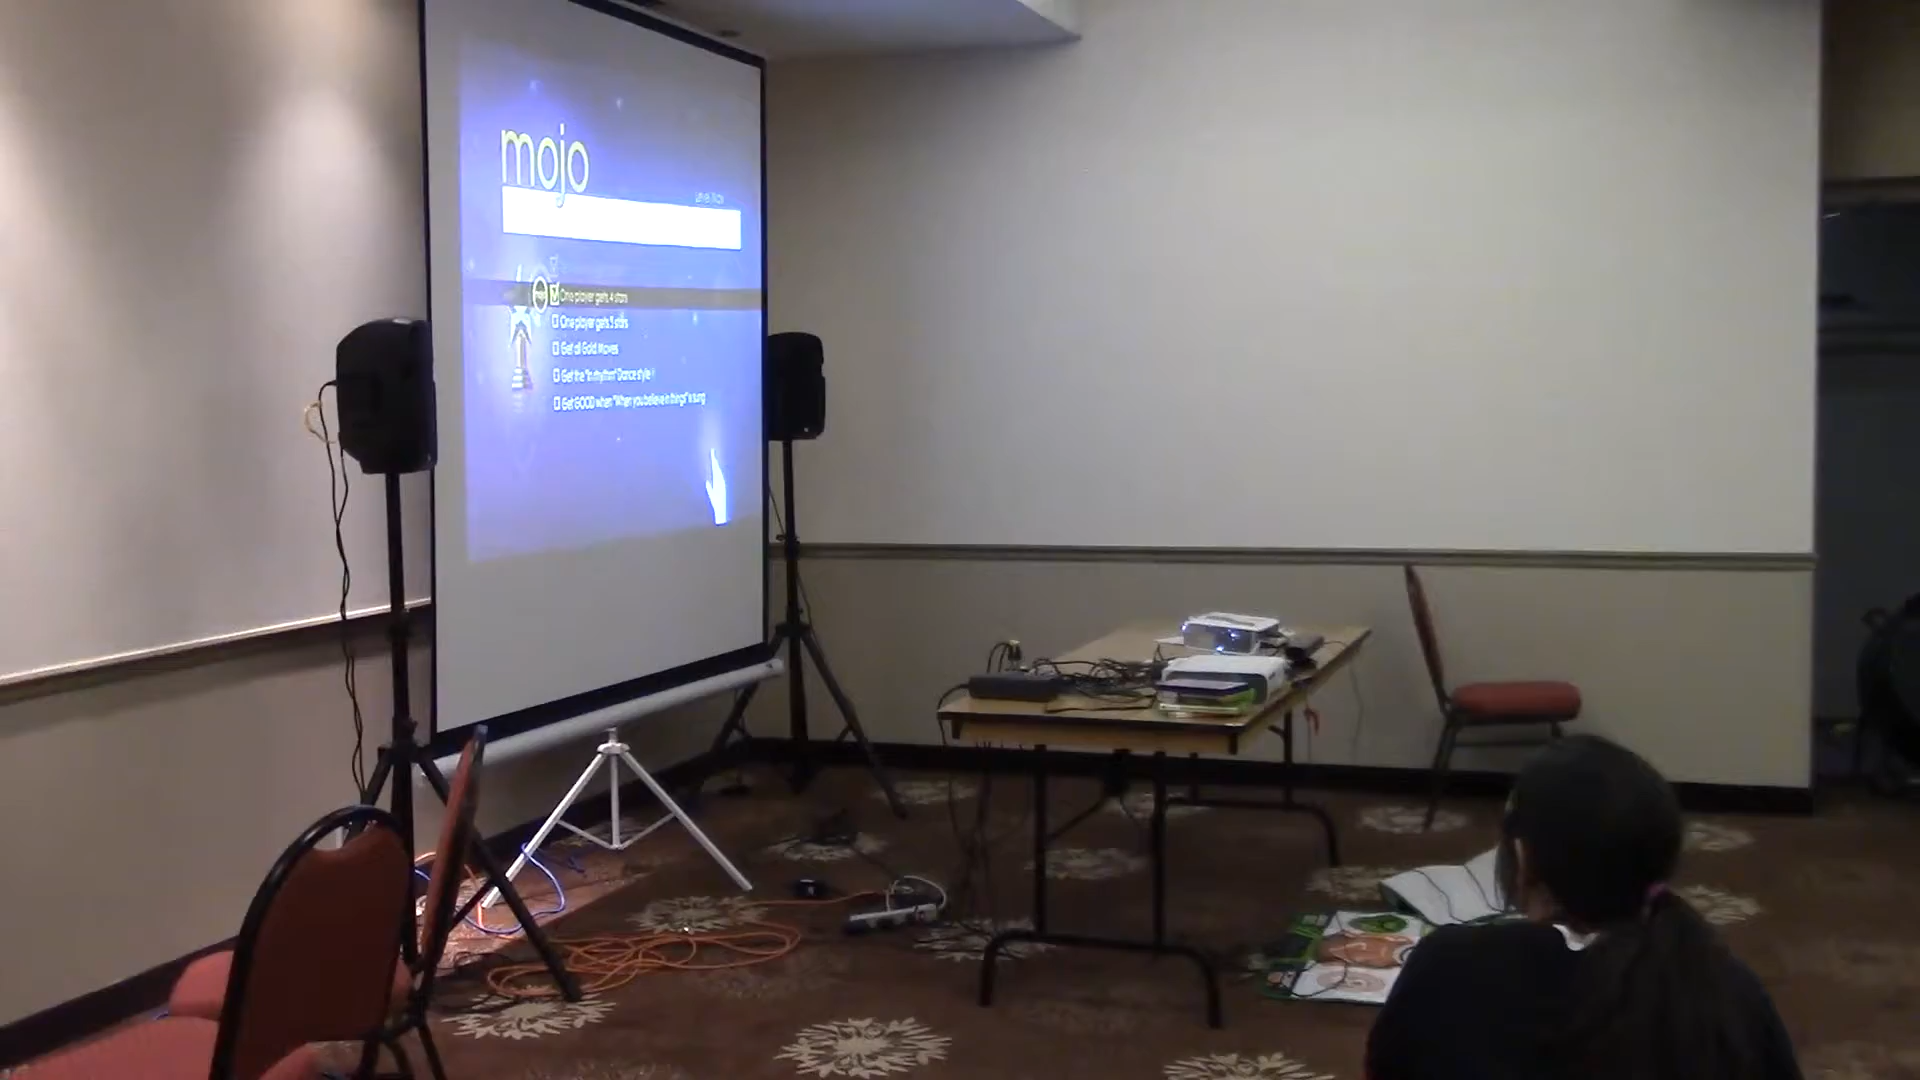 mojo
One player gets 4 stars
One player gets 5 stars
Get all Gold Moves
Get the "In rhythm" Dance style !
Get GOOD when "When you believe in things" is sung